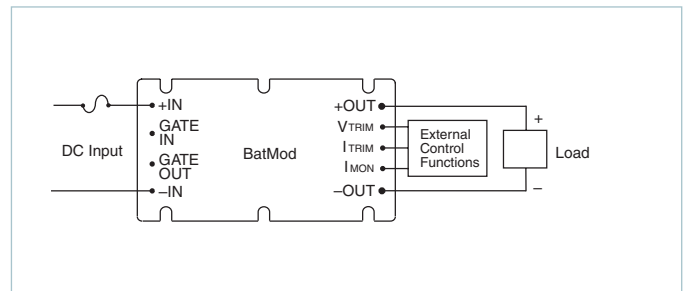 +IN
GATE
IN
GATE
OUT
–IN
DC Input
BatMod
+OUT
VTRIM
ITRIM
IMON
–OUT
External
Control
Functions
+
Load
–